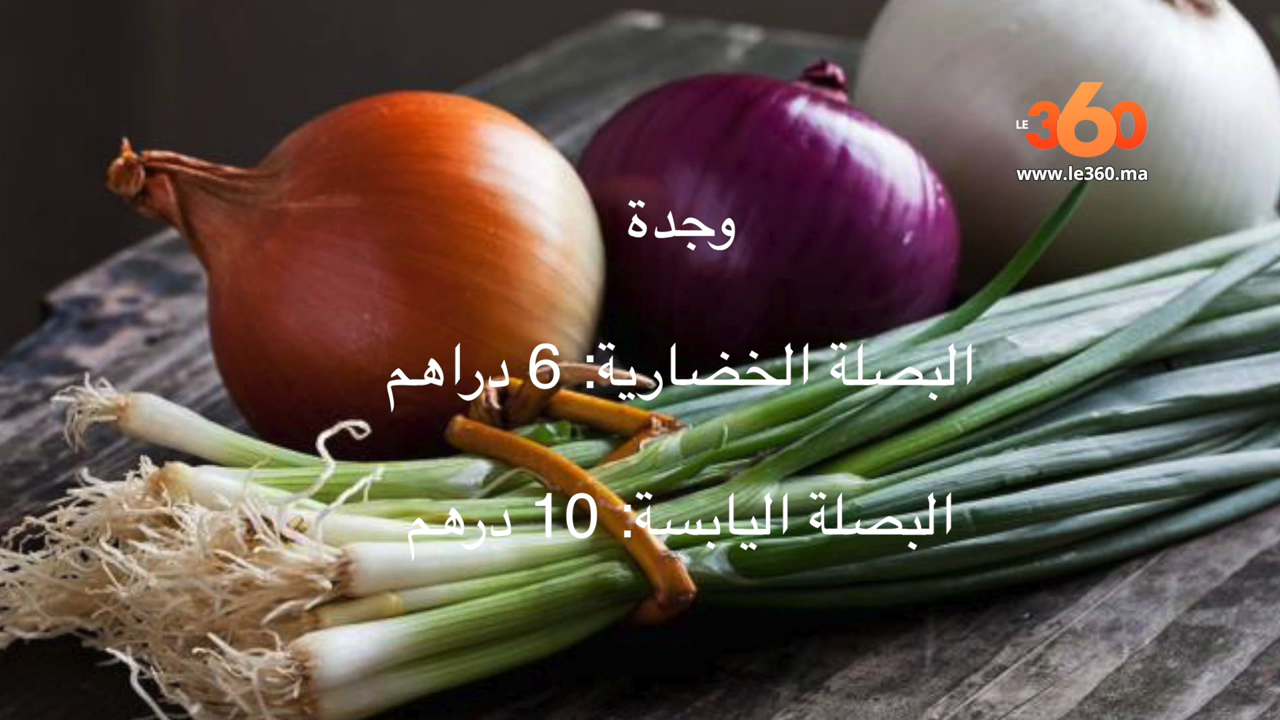 LE 360
www.le360.ma
وجدة
البصلة الخضارية: 6 دراهم
البصلة اليابسة: 10 درهم